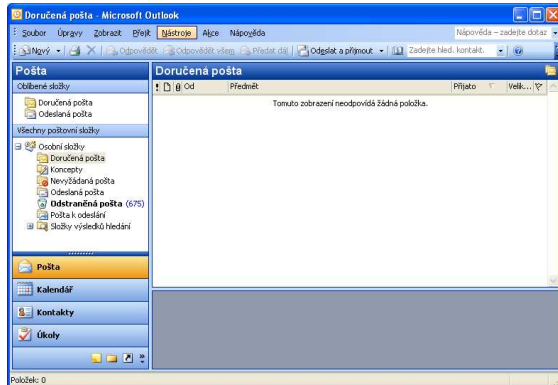 Doručená pošta - Microsoft Outlook
Soubor Úpravy Zobrazit Přejít Nástroje Akce Nápověda Nápověda – zadejte dotaz
Nový Odpovědět Odpovědět všem Předat dál Odeslat a přijmout Zadejte hled. kontakt.
Pošta
Oblíbené složky
Doručená pošta
Odeslaná pošta
Všechny poštovní složky
Osobní složky
Doručená pošta
Koncepty
Nevyžádaná pošta
Odeslaná pošta
Odstraněná pošta (675)
Pošta k odeslání
Složky výsledků hledání
Pošta
Kalendář
Kontakty
Úkoly
Doručená pošta
Od Předmět Přijato Velik...
Tomuto zobrazení neodpovídá žádná položka.
Položek: 0